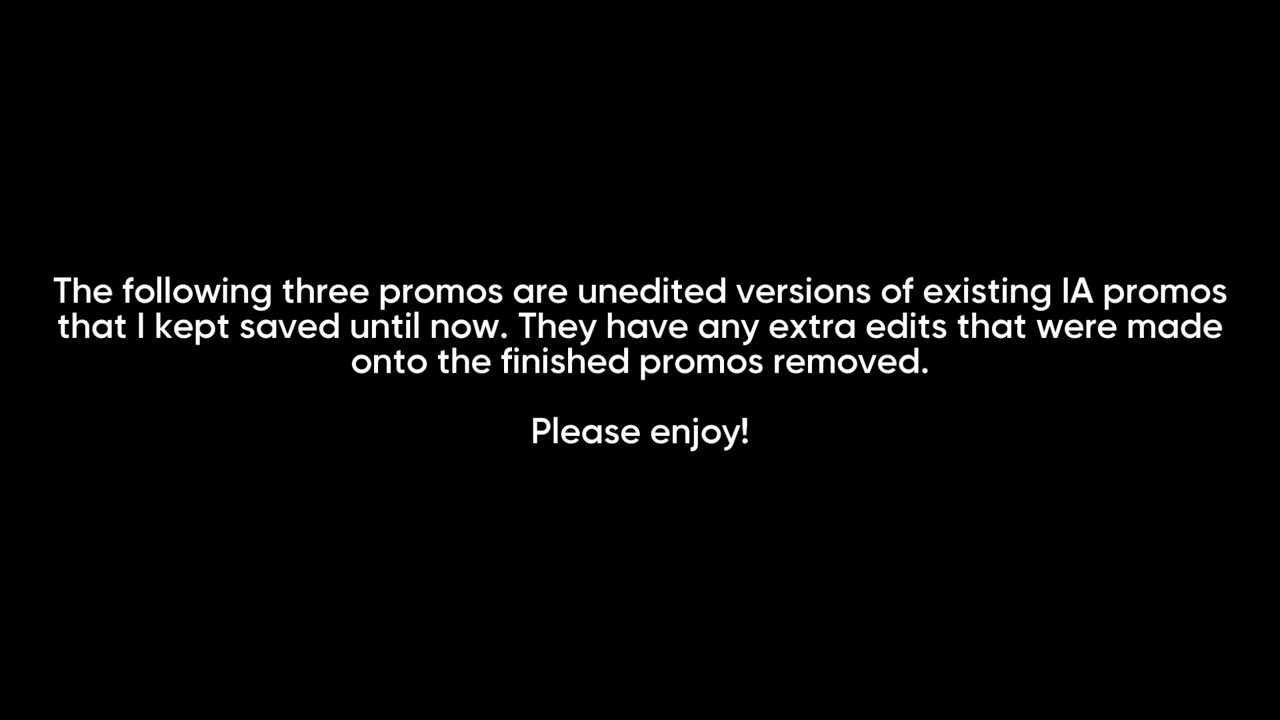 The following three promos are unedited versions of existing IA promos
that I kept saved until now. They have any extra edits that were made
onto the finished promos removed.
Please enjoy!